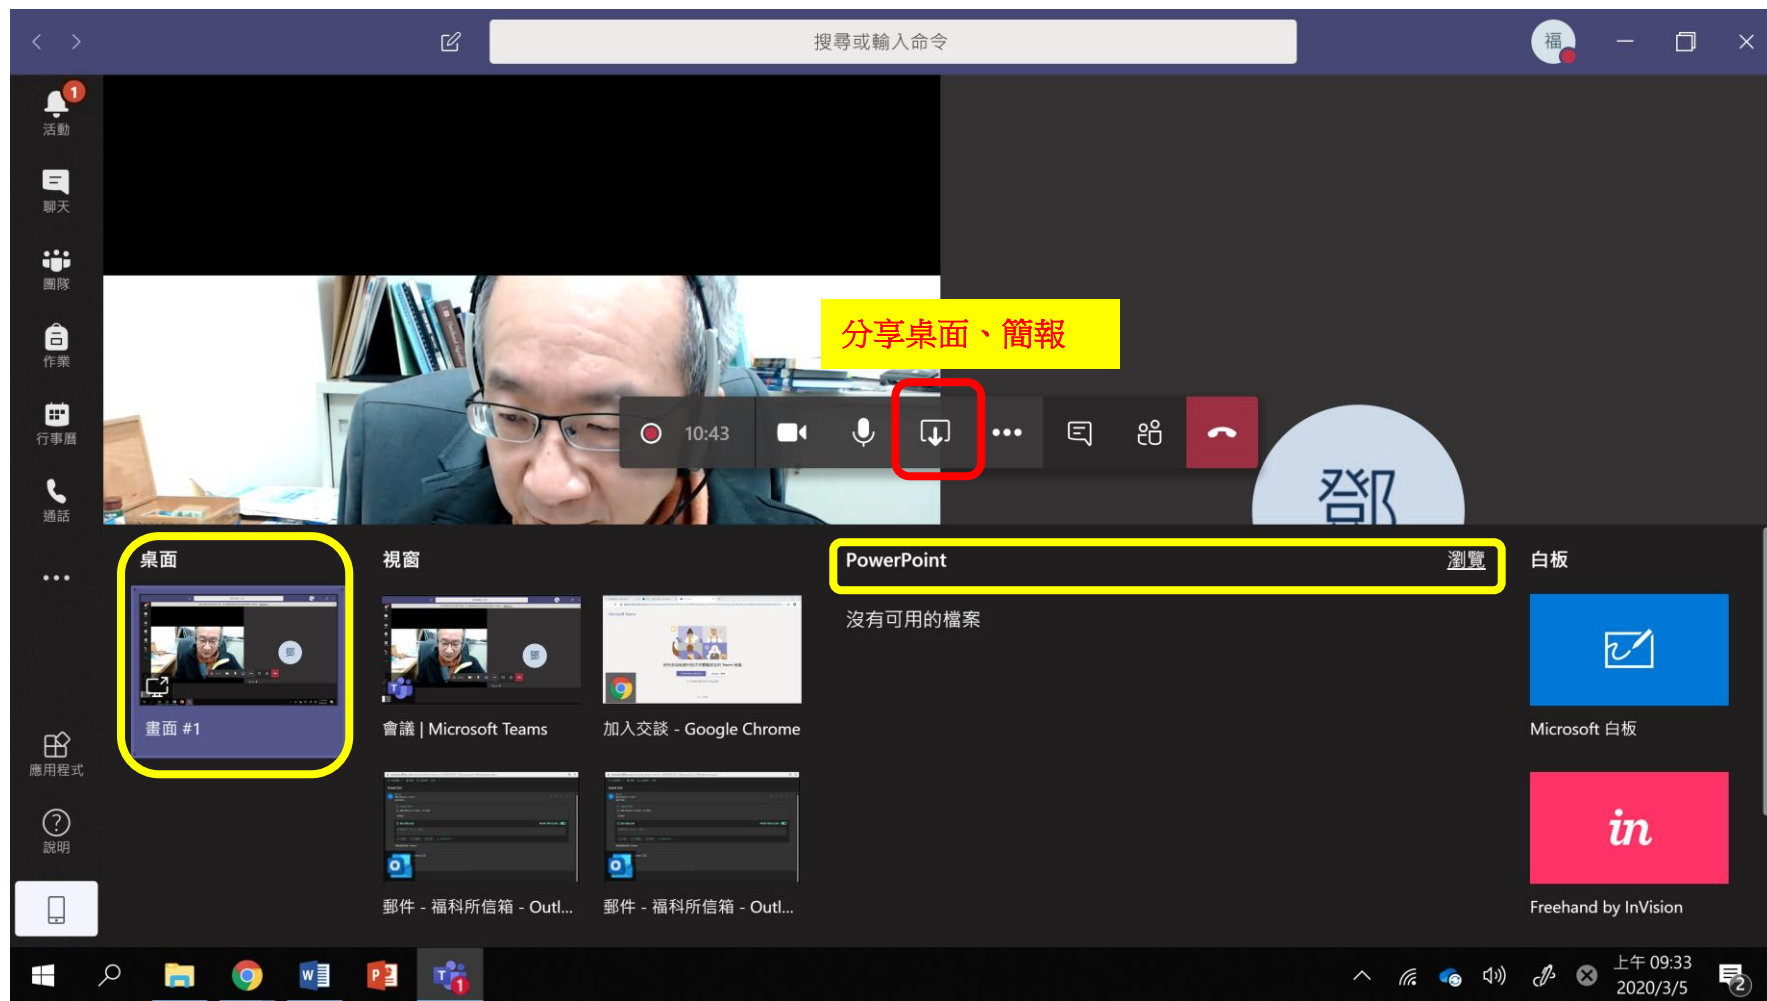 搜尋或輸入命令
福
1
活動
聊天
團隊
作業
行事曆
通話
應用程式
說明
分享桌面、簡報
10:43
鄧
桌面
畫面 #1
視窗
會議 | Microsoft Teams
加入交談 - Google Chrome
郵件 - 福科所信箱 - Outl...
郵件 - 福科所信箱 - Outl...
PowerPoint
瀏覽
沒有可用的檔案
白板
Microsoft 白板
in
Freehand by InVision
1
上午 09:33
2020/3/5
2